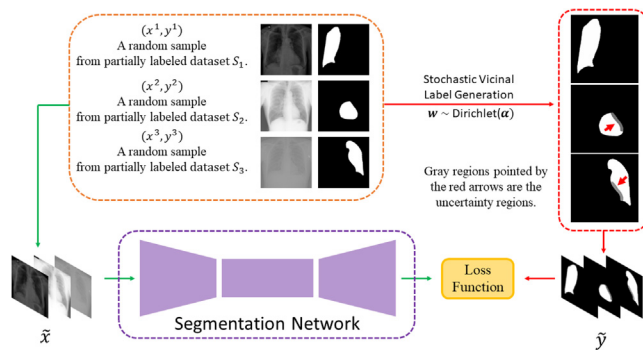 (x¹, y¹)
A random sample
from partially labeled dataset S₁.
(x², y²)
A random sample
from partially labeled dataset S₂.
(x³, y³)
A random sample
from partially labeled dataset S₃.
Stochastic Vicinal
Label Generation
w ~ Dirichlet(α)
Gray regions pointed by
the red arrows are the
uncertainty regions.
Loss
Function
Segmentation Network
x̃
ỹ